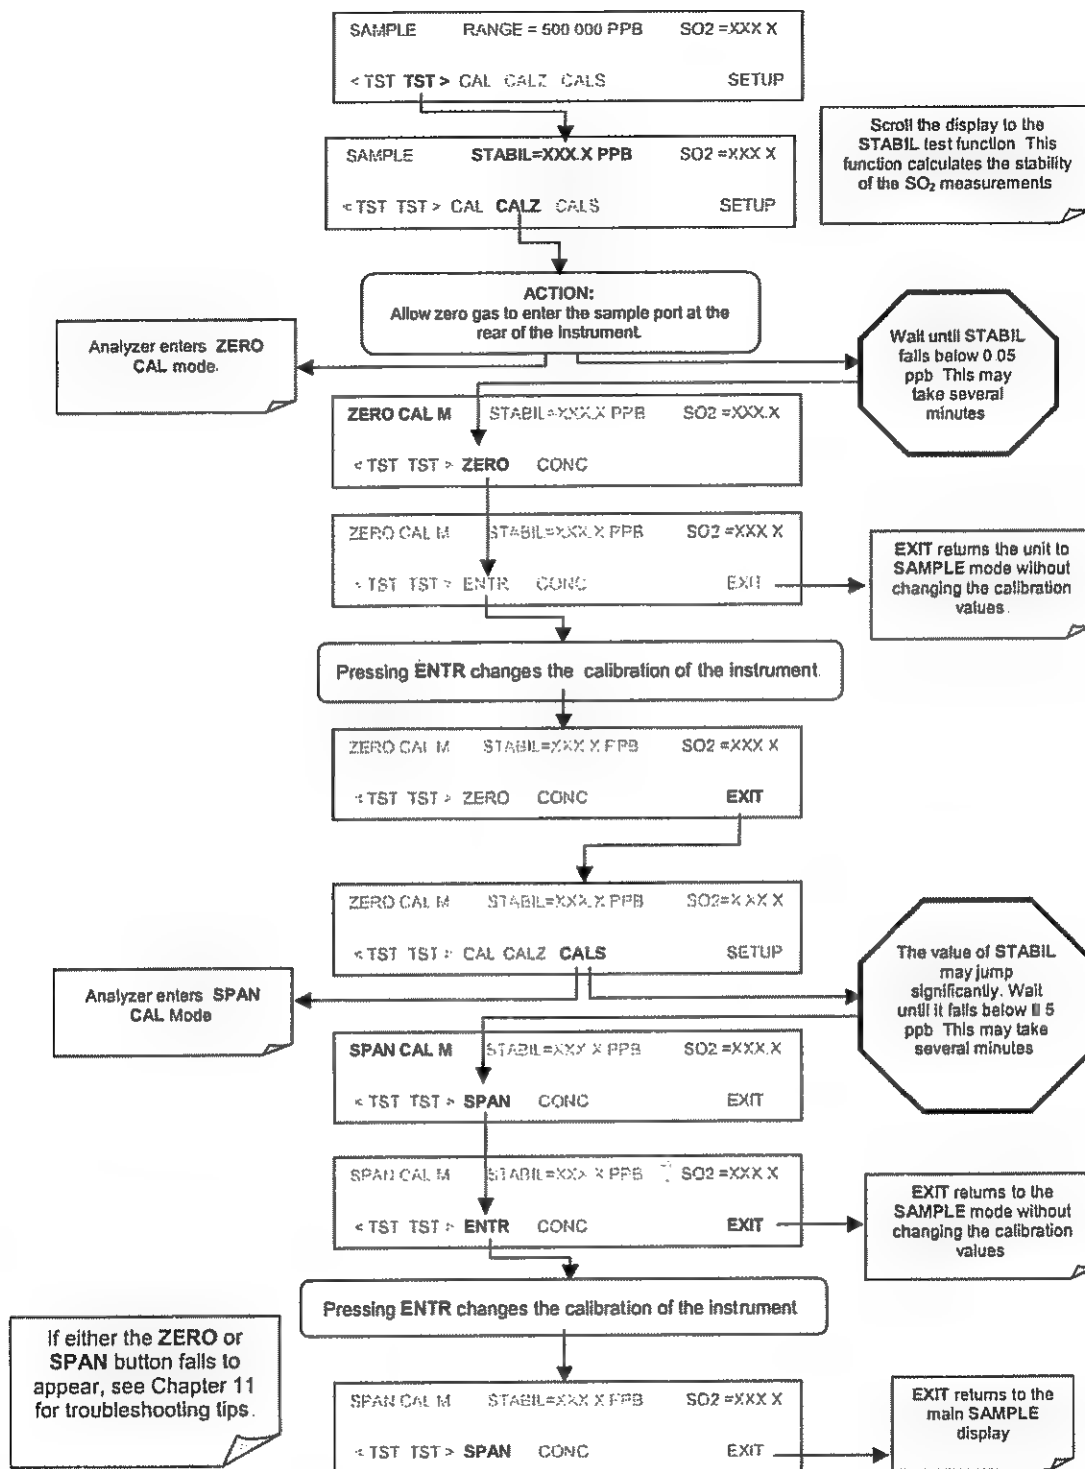 SAMPLE RANGE = 500 000 PPB SO2 =XXX X
< TST TST > CAL CALZ CALS SETUP
Scroll the display to the
STABIL test function This
function calculates the stability
of the SO₂ measurements
SAMPLE STABIL=XXX.X PPB SO2 =XXX X
< TST TST > CAL CALZ CALS SETUP
ACTION:
Allow zero gas to enter the sample port at the
rear of the instrument.
Analyzer enters ZERO
CAL mode.
Wait until STABIL
falls below 0 05
ppb This may
take several
minutes
ZERO CAL M STABIL=XXX.X PPB SO2 =XXX.X
< TST TST > ZERO CONC
ZERO CAL M STABIL=XXX.X PPB SO2 =XXX X
< TST TST > ENTR CONC EXIT
EXIT returns the unit to
SAMPLE mode without
changing the calibration
values
Pressing ENTR changes the calibration of the instrument
ZERO CAL M STABIL=XXX X PPB SO2 =XXX X
< TST TST > ZERO CONC EXIT
ZERO CAL M STABIL=XXX.X PPB SO2=X XX X
< TST TST > CAL CALZ CALS SETUP
Analyzer enters SPAN
CAL Mode
The value of STABIL
may jump
significantly. Wait
until it falls below 5
ppb This may take
several minutes
SPAN CAL M STABIL=XXX X PPB SO2 =XXX.X
< TST TST > SPAN CONC EXIT
SPAN CAL M STABIL=XXX X PPB SO2 =XXX X
< TST TST > ENTR CONC EXIT
EXIT returns to the
SAMPLE mode without
changing the calibration
values
Pressing ENTR changes the calibration of the instrument
If either the ZERO or
SPAN button fails to
appear, see Chapter 11
for troubleshooting tips.
SPAN CAL M STABIL=XXX X PPB SO2 =XXX X
< TST TST > SPAN CONC EXIT
EXIT returns to the
main SAMPLE
display